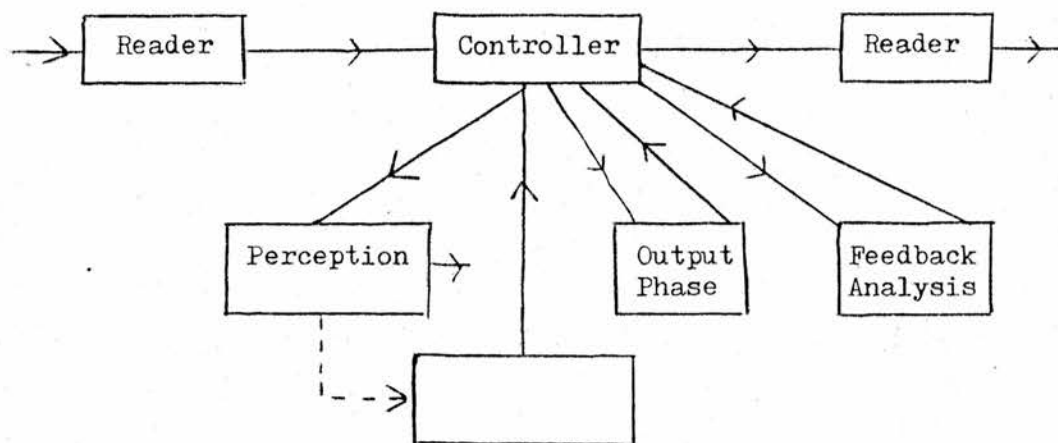 Reader
Controller
Reader
Perception
Output
Phase
Feedback
Analysis